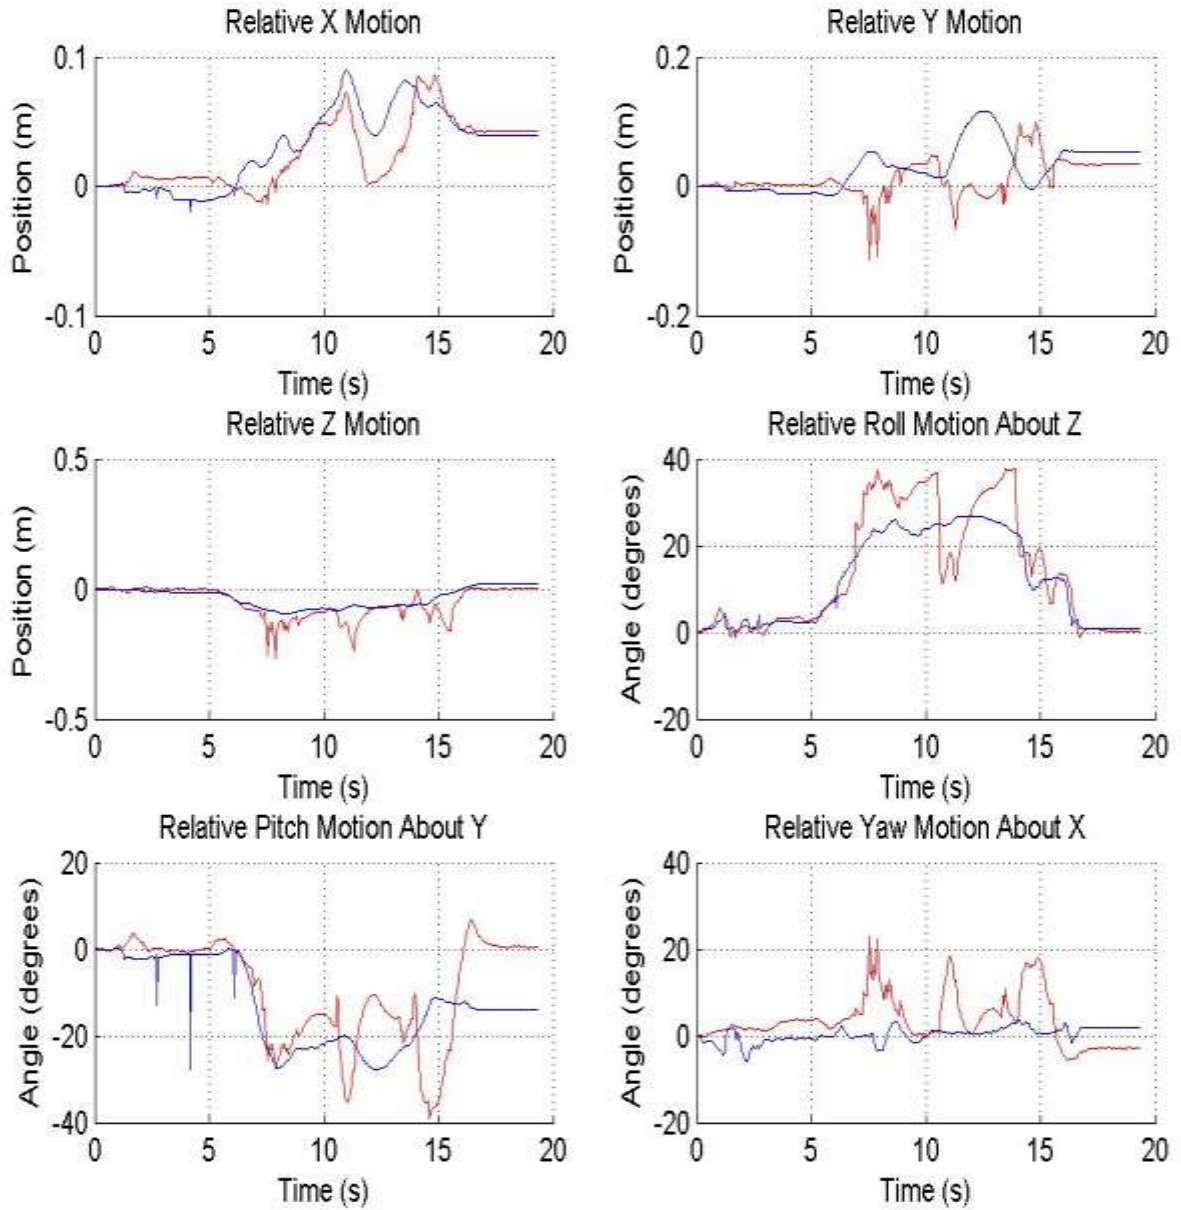 Relative X Motion
0.1
0
-0.1
Position (m)
0 5 10 15 20
Time (s)
Relative Y Motion
0.2
0
-0.2
Position (m)
0 5 10 15 20
Time (s)
Relative Z Motion
0.5
0
-0.5
Position (m)
0 5 10 15 20
Time (s)
Relative Roll Motion About Z
40
20
0
-20
Angle (degrees)
0 5 10 15 20
Time (s)
Relative Pitch Motion About Y
20
0
-20
-40
Angle (degrees)
0 5 10 15 20
Time (s)
Relative Yaw Motion About X
40
20
0
-20
Angle (degrees)
0 5 10 15 20
Time (s)